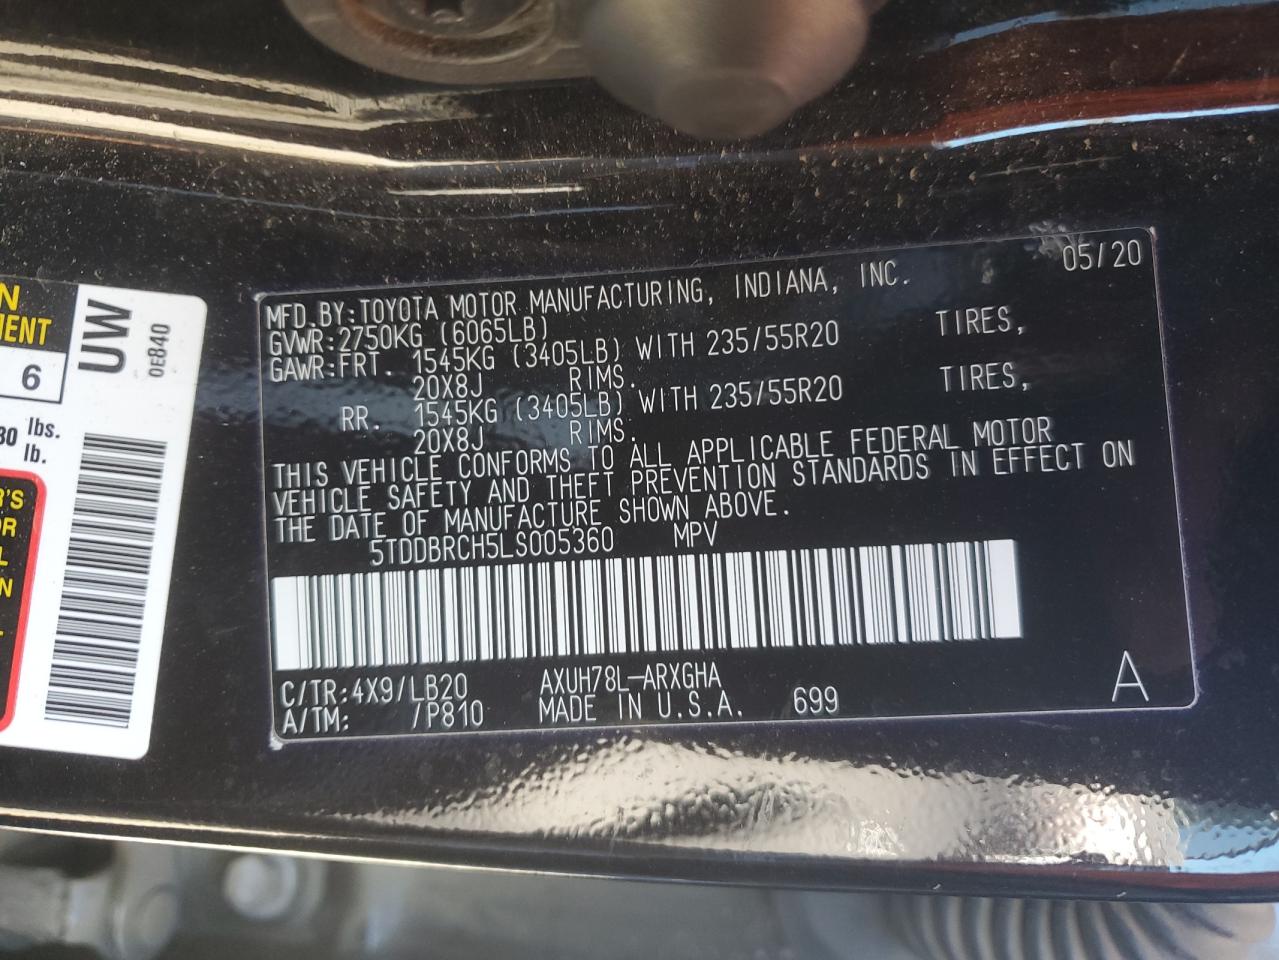 N
MENT
6
30 lbs.
lb.
R'S
OR
L
N
UW
0E840
MFD.BY:TOYOTA MOTOR MANUFACTURING, INDIANA, INC. 05/20
GVWR:2750KG (6065LB)
GAWR:FRT. 1545KG (3405LB) WITH 235/55R20 TIRES,
20X8J RIMS.
RR. 1545KG (3405LB) WITH 235/55R20 TIRES,
20X8J RIMS.
THIS VEHICLE CONFORMS TO ALL APPLICABLE FEDERAL MOTOR
VEHICLE SAFETY AND THEFT PREVENTION STANDARDS IN EFFECT ON
THE DATE OF MANUFACTURE SHOWN ABOVE.
5TDDBRCH5LS005360 MPV
C/TR:4X9/LB20 AXUH78L-ARXGHA
A/TM: /P810 MADE IN U.S.A. 699 A